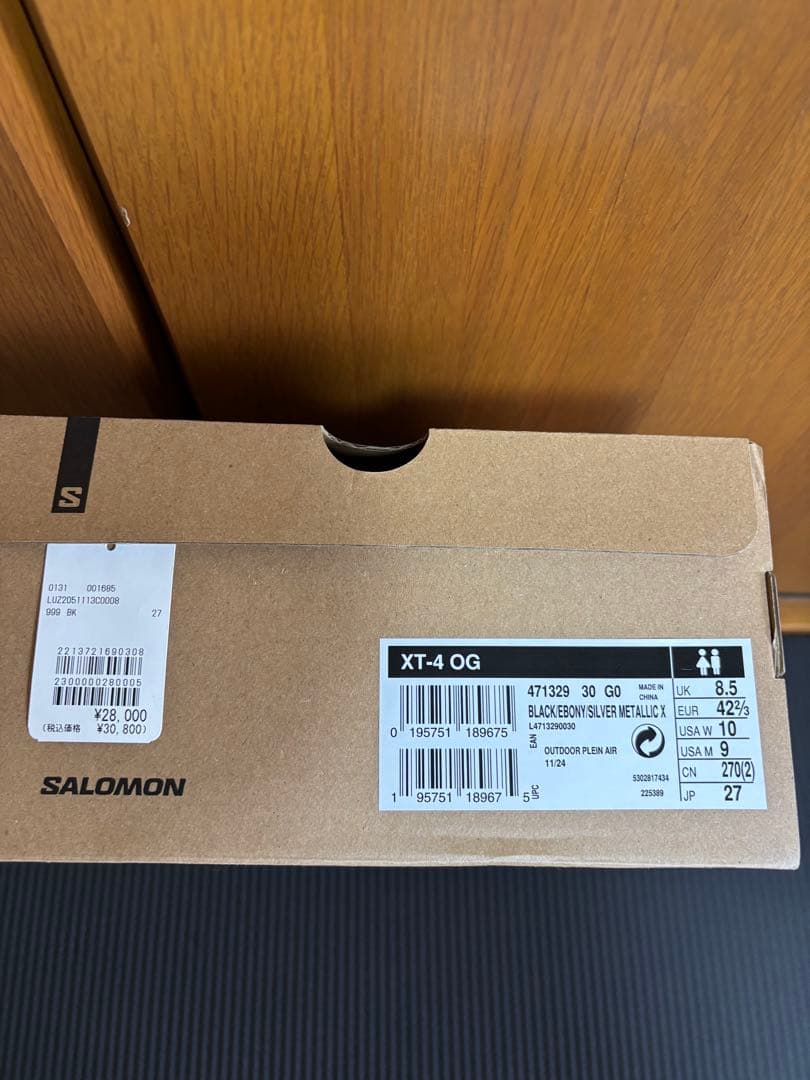 S
0131 001685
LUZ2051113C0008
999 BK 27
2213721690308
2300000280005
¥28,000
(税込価格 ¥30,800)
SALOMON
XT-4 OG
471329 30 G0 MADE IN CHINA
BLACK/EBONY/SILVER METALLIC X
L4713290030
0 195751 189675
EAN
OUTDOOR PLEIN AIR
11/24
5302817434
225389
1 95751 18967 5
UPC
UK 8.5
EUR 42⅔
USA W 10
USA M 9
CN 270(2)
JP 27